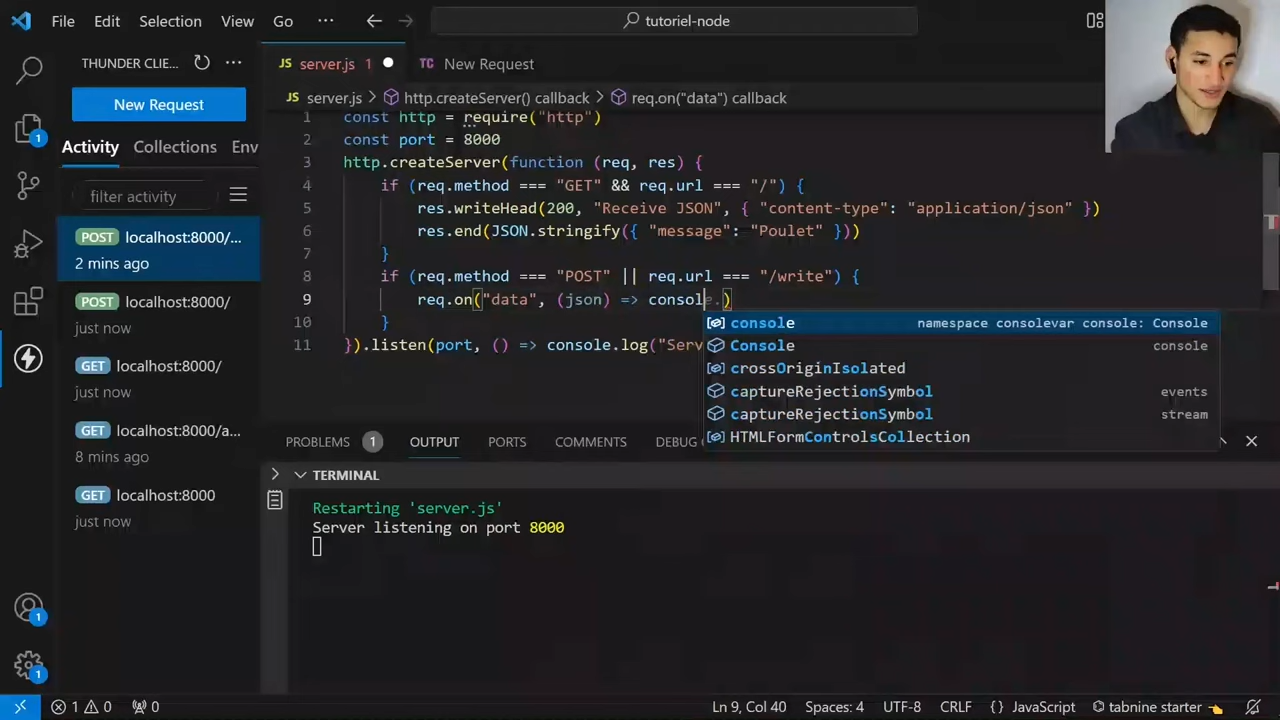 File Edit Selection View Go ... tutoriel-node
THUNDER CLIE... ...
JS server.js 1 TC New Request
New Request
JS server.js > http.createServer() callback > req.on("data") callback
Activity Collections Env
filter activity
POST localhost:8000/...
2 mins ago
POST localhost:8000/
just now
GET localhost:8000/
just now
GET localhost:8000/a...
8 mins ago
GET localhost:8000
just now
1 const http = require("http")
2 const port = 8000
3 http.createServer(function (req, res) {
4 if (req.method === "GET" && req.url === "/") {
5 res.writeHead(200, "Receive JSON", { "content-type": "application/json" })
6 res.end(JSON.stringify({ "message": "Poulet" }))
7 }
8 if (req.method === "POST" || req.url === "/write") {
9 req.on("data", (json) => console.)
10 }
11 }).listen(port, () => console.log("Serv
console namespace consolevar console: Console
Console console
crossOriginIsolated
captureRejectionSymbol events
captureRejectionSymbol stream
HTMLFormControlsCollection
PROBLEMS 1 OUTPUT PORTS COMMENTS DEBUG C
TERMINAL
Restarting 'server.js'
Server listening on port 8000
1
1
1
1 0 0 Ln 9, Col 40 Spaces: 4 UTF-8 CRLF {} JavaScript tabnine starter